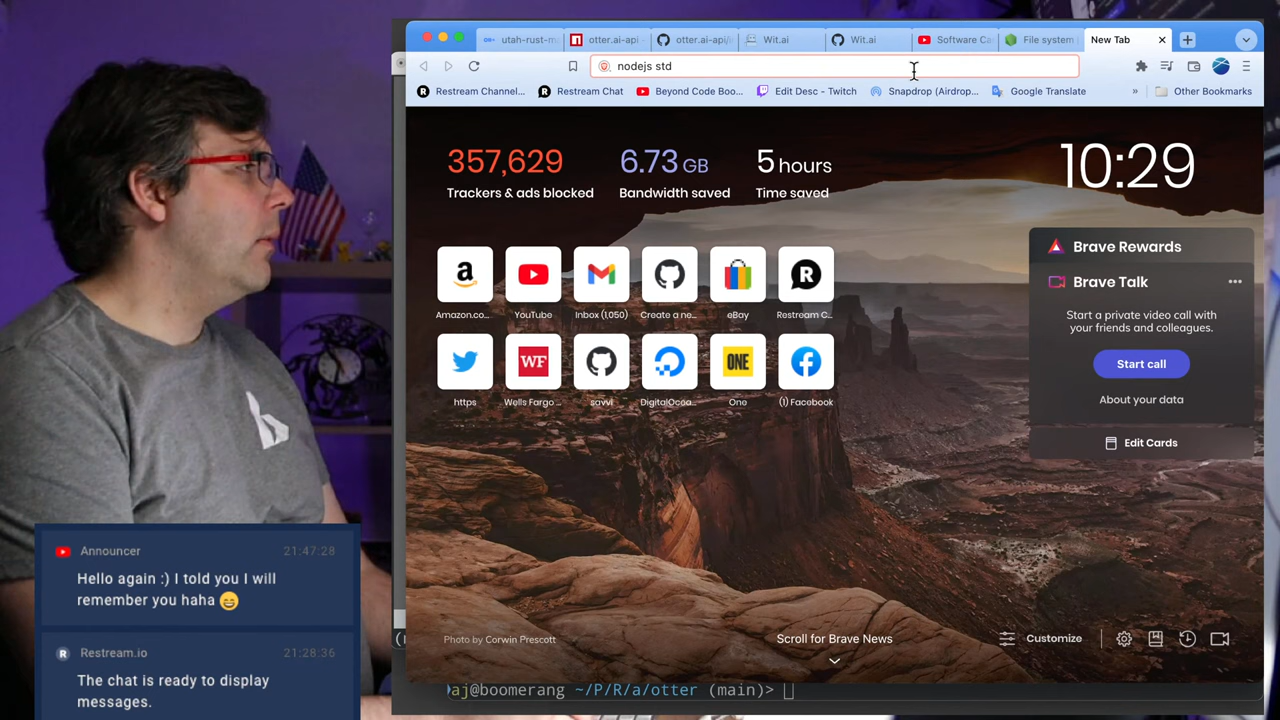 utah-rust-m
otter.ai-api -
otter.ai-api/
Wit.ai
Wit.ai
Software Ca
File system
New Tab
nodejs std
Restream Channel...
Restream Chat
Beyond Code Boo...
Edit Desc - Twitch
Snapdrop (Airdrop...
Google Translate
»
Other Bookmarks
357,629
Trackers & ads blocked
6.73 GB
Bandwidth saved
5 hours
Time saved
10:29
Amazon.co...
YouTube
Inbox (1,050)
Create a ne...
eBay
Restream C...
WF
ONE
https
Wells Fargo ...
savvi
DigitalOcea...
One
(1) Facebook
Brave Rewards
Brave Talk
Start a private video call with
your friends and colleagues.
Start call
About your data
Edit Cards
Photo by Corwin Prescott
Scroll for Brave News
Customize
aj@boomerang ~/P/R/a/otter (main)>
Announcer 21:47:28
Hello again :) I told you I will
remember you haha 😄
Restream.io 21:28:36
The chat is ready to display
messages.